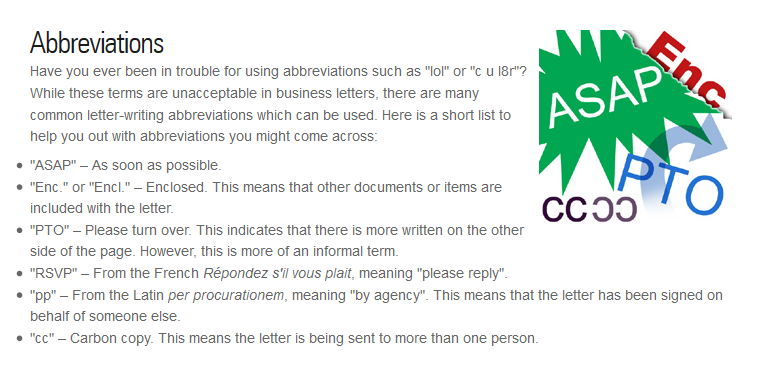 Abbreviations
Have you ever been in trouble for using abbreviations such as "lol" or "c u l8r"?
While these terms are unacceptable in business letters, there are many
common letter-writing abbreviations which can be used. Here is a short list to
help you out with abbreviations you might come across:
• "ASAP" – As soon as possible.
• "Enc." or "Encl." – Enclosed. This means that other documents or items are
included with the letter.
• "PTO" – Please turn over. This indicates that there is more written on the other
side of the page. However, this is more of an informal term.
• "RSVP" – From the French Répondez s'il vous plait, meaning "please reply".
• "pp" – From the Latin per procurationem, meaning "by agency". This means that the letter has been signed on
behalf of someone else.
• "cc" – Carbon copy. This means the letter is being sent to more than one person.
Enc
ASAP
PTO
cc
cc